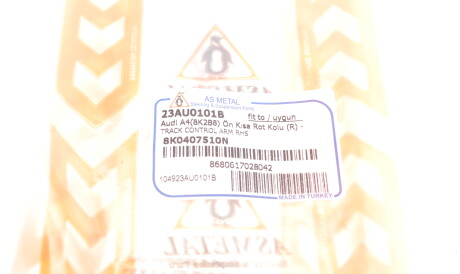 AS METAL
Steering & Suspension Parts
23AU0101B
fit to / uygun
Audi A4(8K2B8) Ön Kısa Rot Kolu (R) -
TRACK CONTROL ARM RHS
8K0407510N
8680617028042
104923AU0101B
MADE IN TURKEY
ASMETAL